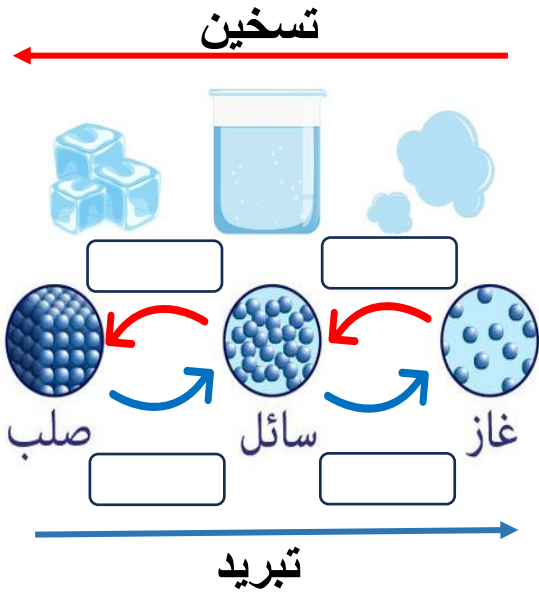 تسخين
غاز
سائل
صلب
تبريد